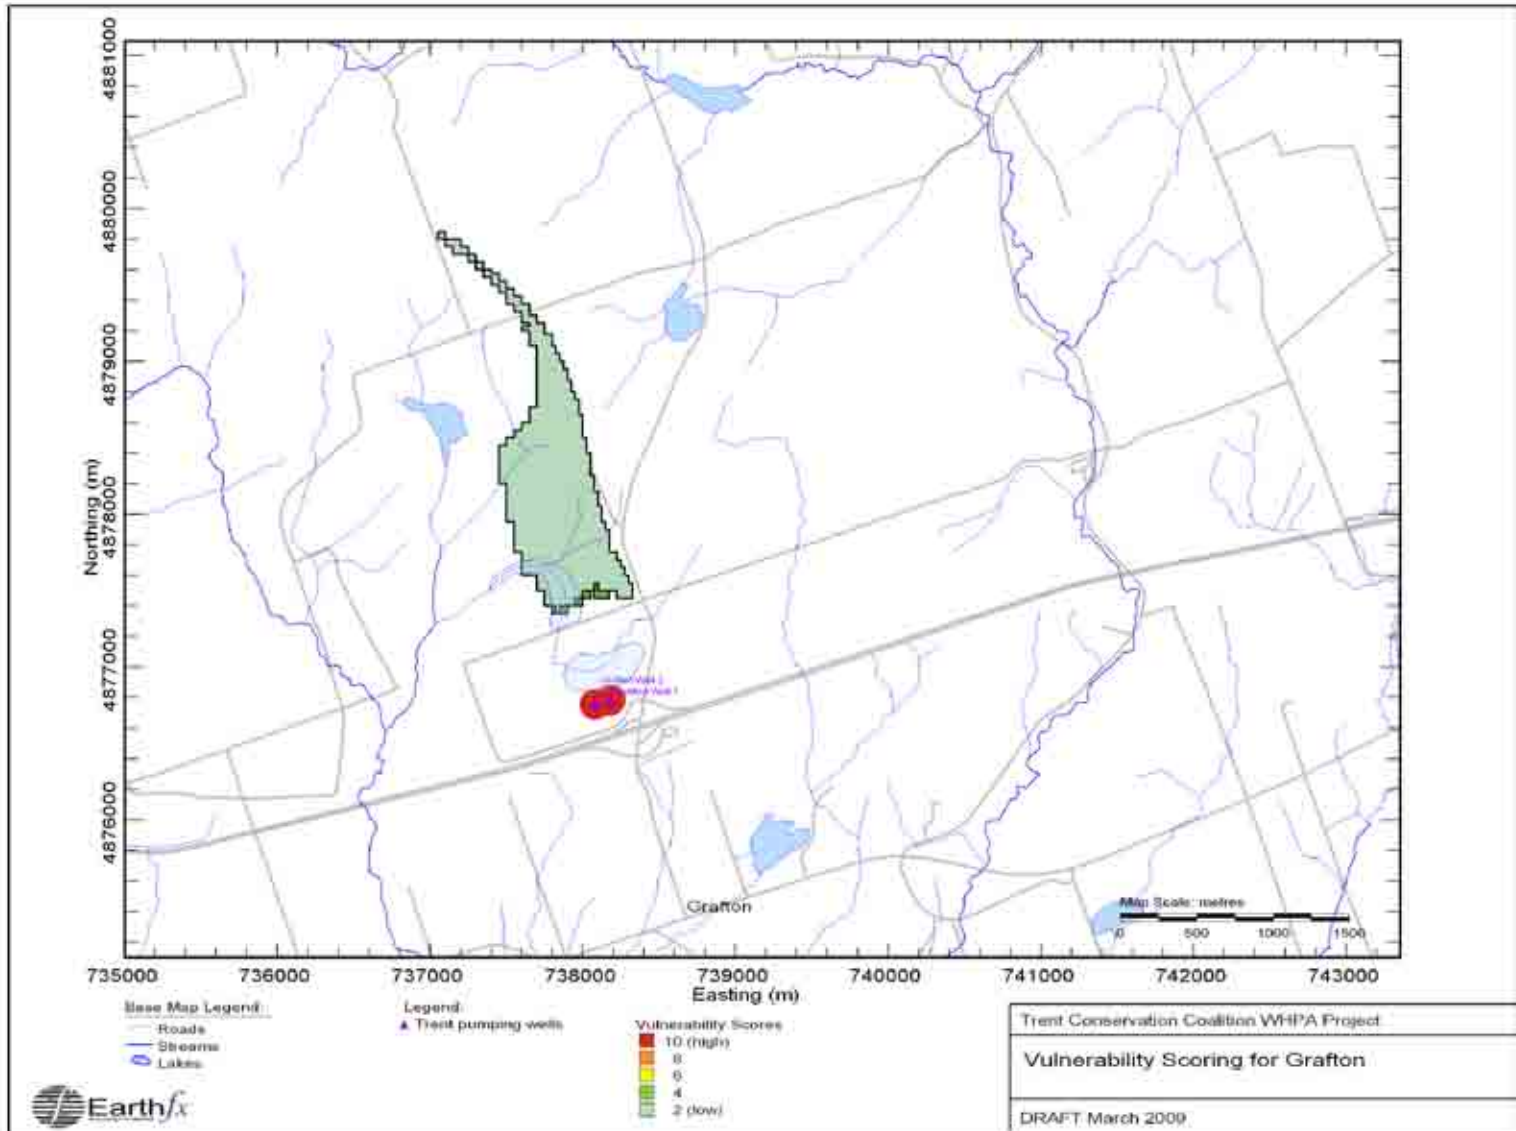 4881000
4880000
4879000
4878000
4877000
4876000
Northing (m)
Grafton
Map Scale: metres
0 500 1000 1500
735000 736000 737000 738000 739000 740000 741000 742000 743000
Easting (m)
Base Map Legend:
Roads
Streams
Lakes
Legend:
Trent pumping wells
Vulnerability Scores
10 (high)
8
6
4
2 (low)
Trent Conservation Coalition WHPA Project
Vulnerability Scoring for Grafton
DRAFT March 2009
Earthfx